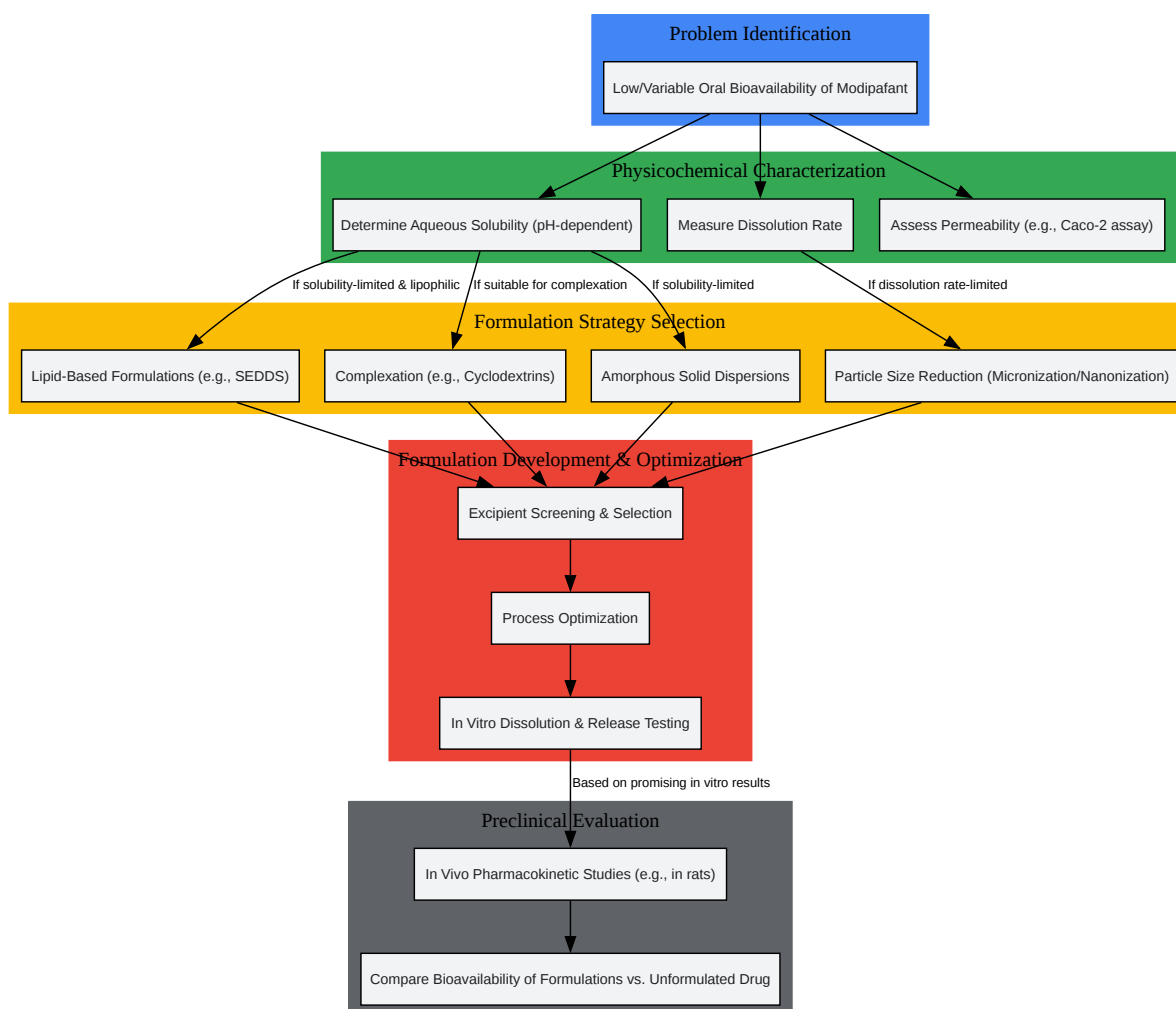 Problem Identification
Low/Variable Oral Bioavailability of Modipafant
Physicochemical Characterization
Determine Aqueous Solubility (pH-dependent)
Measure Dissolution Rate
Assess Permeability (e.g., Caco-2 assay)
If solubility-limited & lipophilic
If suitable for complexation
If solubility-limited
If dissolution rate-limited
Formulation Strategy Selection
Lipid-Based Formulations (e.g., SEDDS)
Complexation (e.g., Cyclodextrins)
Amorphous Solid Dispersions
Particle Size Reduction (Micronization/Nanonization)
Formulation Development & Optimization
Excipient Screening & Selection
Process Optimization
In Vitro Dissolution & Release Testing
Based on promising in vitro results
Preclinical Evaluation
In Vivo Pharmacokinetic Studies (e.g., in rats)
Compare Bioavailability of Formulations vs. Unformulated Drug